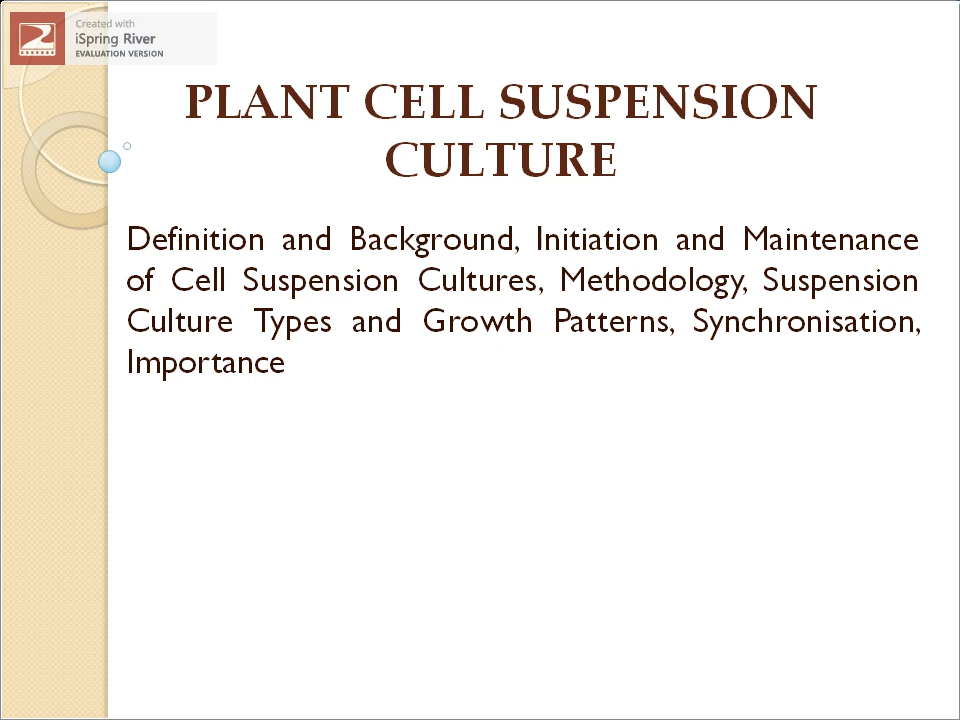 Created with
iSpring River
EVALUATION VERSION
PLANT CELL SUSPENSION
CULTURE
Definition and Background, Initiation and Maintenance
of Cell Suspension Cultures, Methodology, Suspension
Culture Types and Growth Patterns, Synchronisation,
Importance